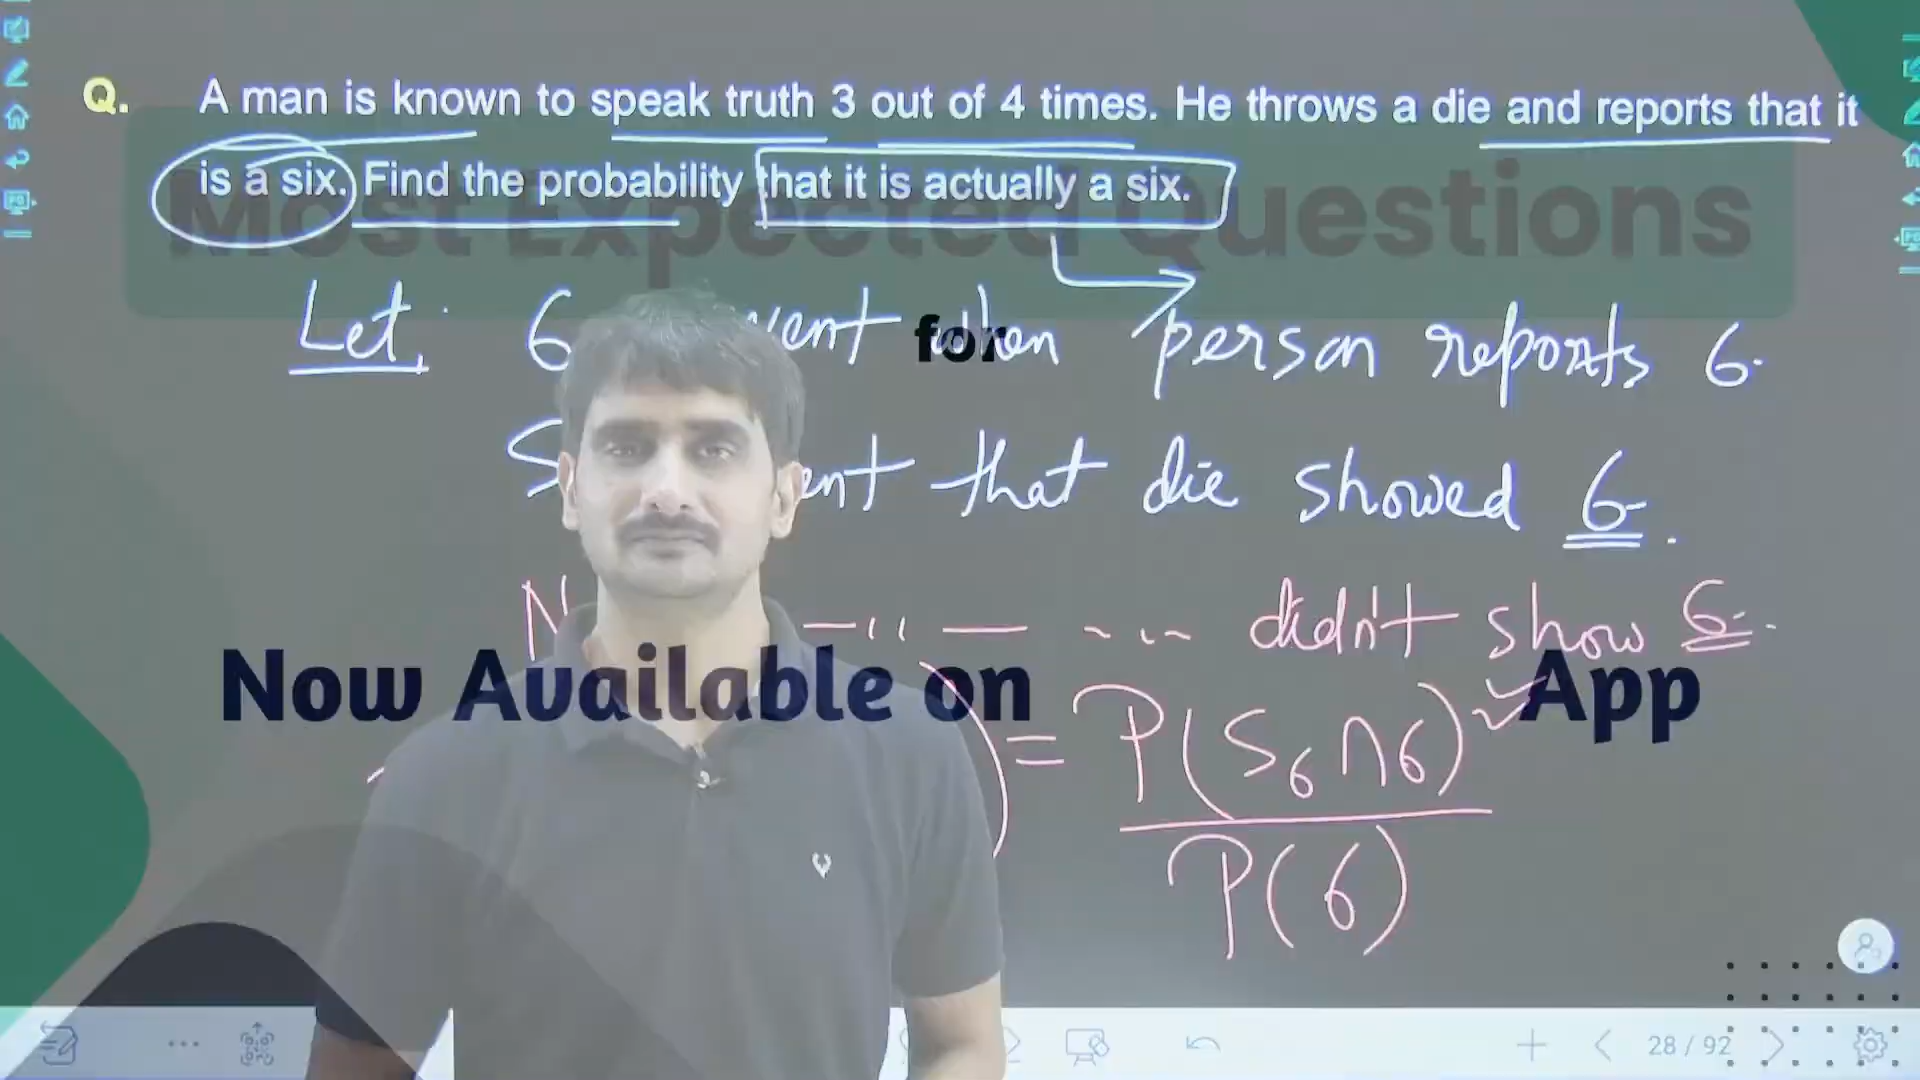 Q. A man is known to speak truth 3 out of 4 times. He throws a die and reports that it
is a six. Find the probability that it is actually a six.
Most Expected Questions
Let, 6 when person reports 6.
for
S that die showed 6.
N —"— didn't show 6.
Now Available on App
) = P(S₆∩6)
P(6)
28 / 92